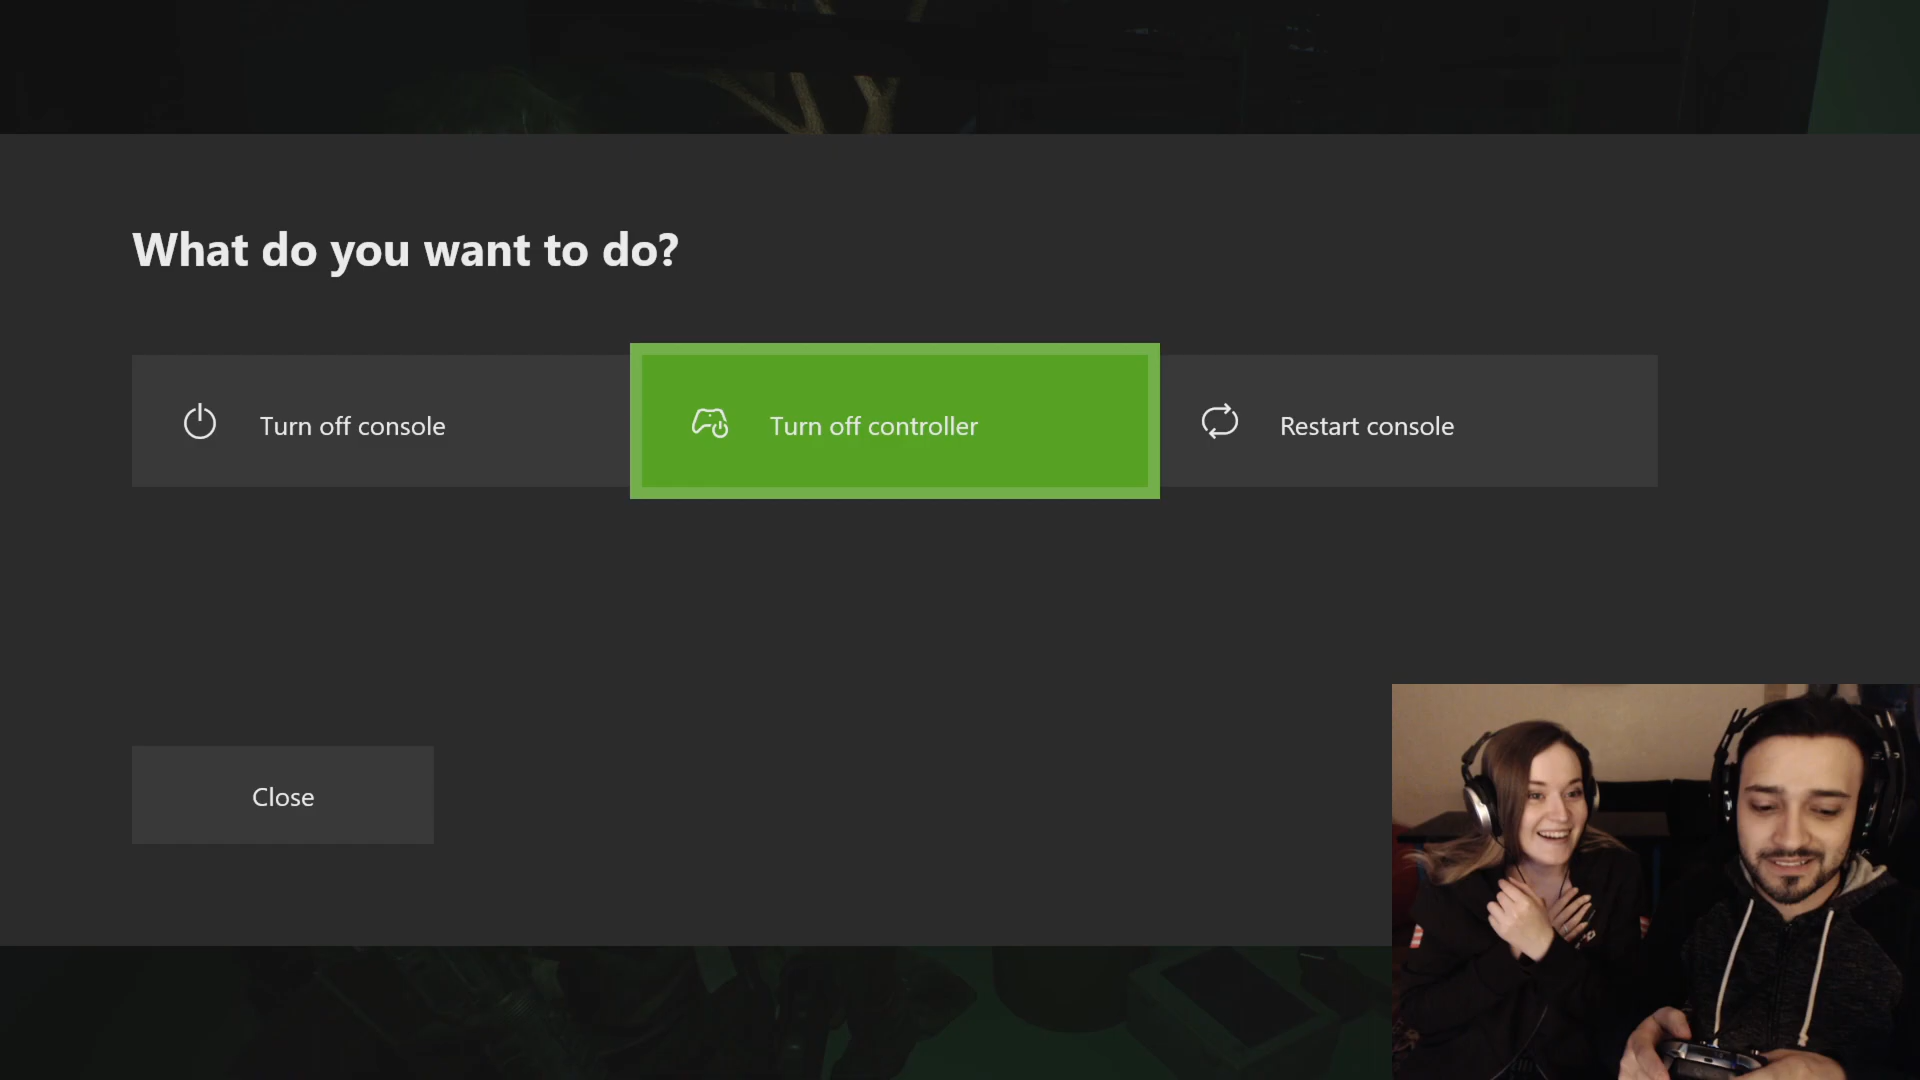 What do you want to do?
Turn off console
Turn off controller
Restart console
Close